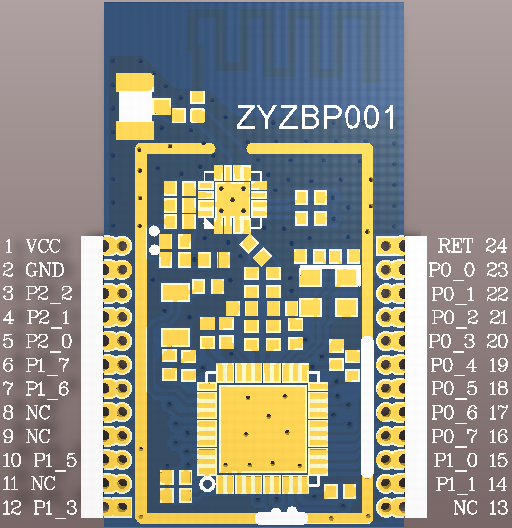 ZYZBP001
1 VCC
2 GND
3 P2_2
4 P2_1
5 P2_0
6 P1_7
7 P1_6
8 NC
9 NC
10 P1_5
11 NC
12 P1_3
RET 24
P0_0 23
P0_1 22
P0_2 21
P0_3 20
P0_4 19
P0_5 18
P0_6 17
P0_7 16
P1_0 15
P1_1 14
NC 13